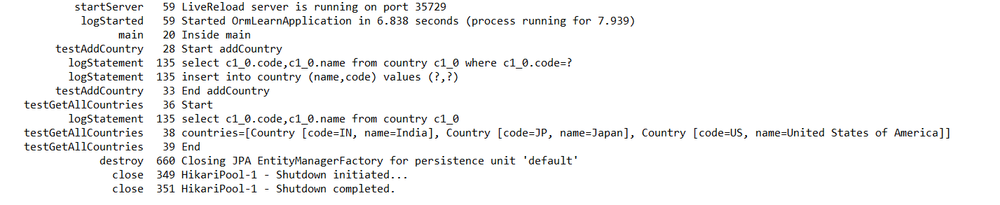 startServer 59 LiveReload server is running on port 35729
logStarted 59 Started OrmLearnApplication in 6.838 seconds (process running for 7.939)
main 20 Inside main
testAddCountry 28 Start addCountry
logStatement 135 select c1_0.code,c1_0.name from country c1_0 where c1_0.code=?
logStatement 135 insert into country (name,code) values (?,?)
testAddCountry 33 End addCountry
testGetAllCountries 36 Start
logStatement 135 select c1_0.code,c1_0.name from country c1_0
testGetAllCountries 38 countries=[Country [code=IN, name=India], Country [code=JP, name=Japan], Country [code=US, name=United States of America]]
testGetAllCountries 39 End
destroy 660 Closing JPA EntityManagerFactory for persistence unit 'default'
close 349 HikariPool-1 - Shutdown initiated...
close 351 HikariPool-1 - Shutdown completed.